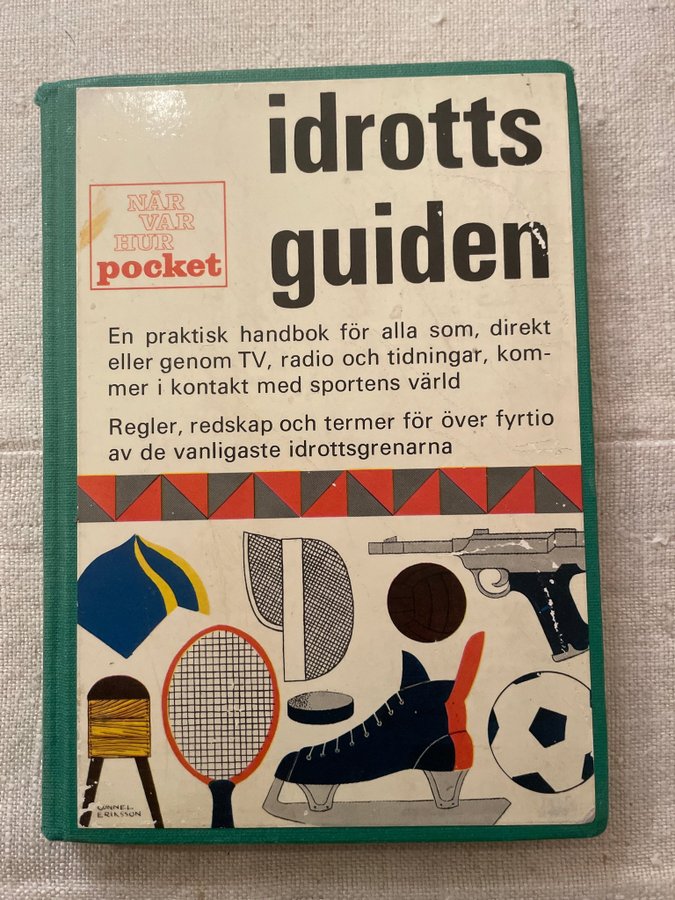 idrotts
guiden
NÄR
VAR
HUR
pocket
En praktisk handbok för alla som, direkt
eller genom TV, radio och tidningar, kom-
mer i kontakt med sportens värld
Regler, redskap och termer för över fyrtio
av de vanligaste idrottsgrenarna
GUNNEL
ERIKSSON